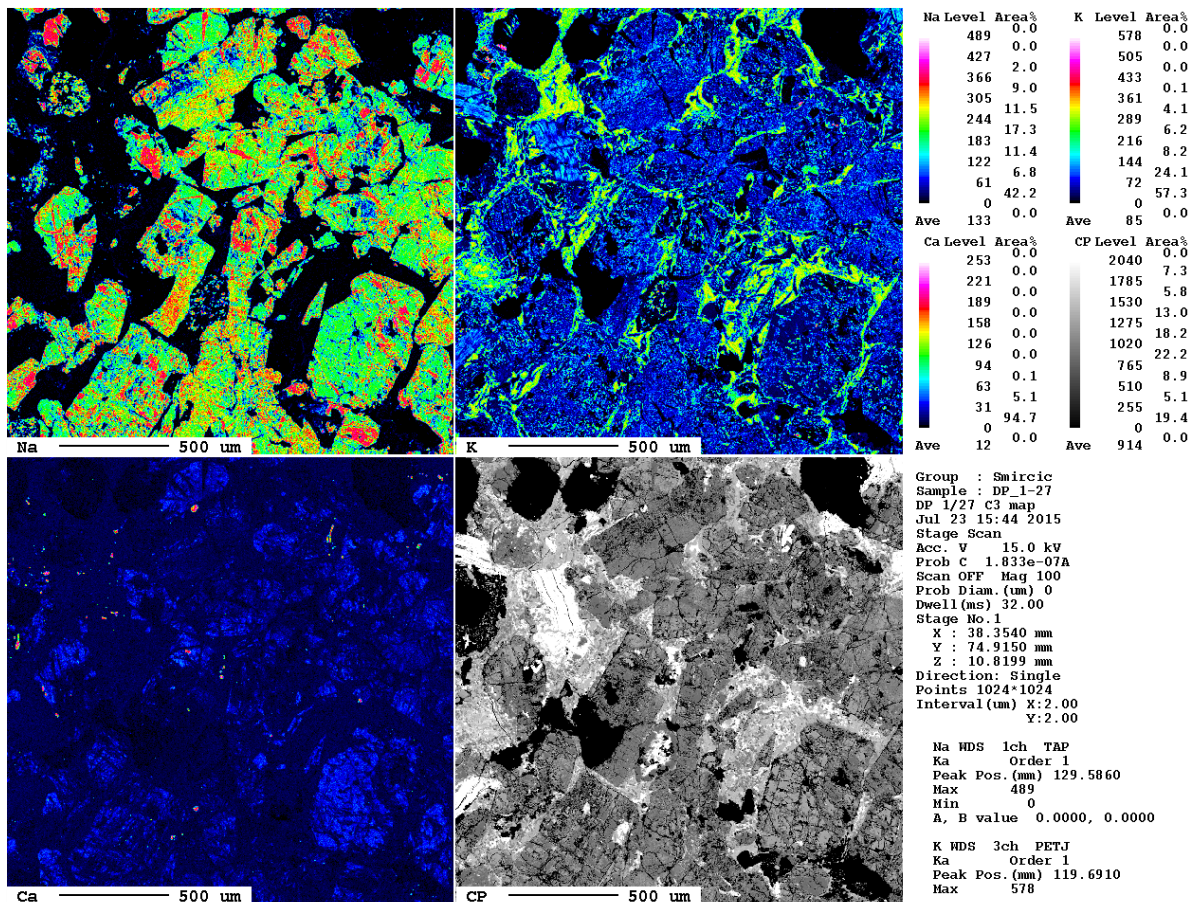 Na Level Area% K Level Area%
0.0 0.0
489 578
0.0 0.0
427 505
2.0 0.0
366 433
9.0 0.1
305 361
11.5 4.1
244 289
17.3 6.2
183 216
11.4 8.2
122 144
6.8 24.1
61 72
42.2 57.3
0 0
0.0 0.0
Ave 133 Ave 85
Ca Level Area% CP Level Area%
0.0 0.0
253 2040
0.0 7.3
221 1785
0.0 5.8
189 1530
0.0 13.0
158 1275
0.0 18.2
126 1020
0.0 22.2
94 765
0.1 8.9
63 510
5.1 5.1
31 255
94.7 19.4
0 0
0.0 0.0
Ave 12 Ave 914
Na 500 um
K 500 um
Ca 500 um
CP 500 um
Group : Smircic
Sample : DP_1-27
DP 1/27 C3 map
Jul 23 15:44 2015
Stage Scan
Acc. V 15.0 kV
Prob C 1.833e-07A
Scan OFF Mag 100
Prob Diam.(um) 0
Dwell(ms) 32.00
Stage No.1
X : 38.3540 mm
Y : 74.9150 mm
Z : 10.8199 mm
Direction: Single
Points 1024*1024
Interval(um) X:2.00
Y:2.00
Na WDS 1ch TAP
Ka Order 1
Peak Pos.(mm) 129.5860
Max 489
Min 0
A, B value 0.0000, 0.0000
K WDS 3ch PETJ
Ka Order 1
Peak Pos.(mm) 119.6910
Max 578